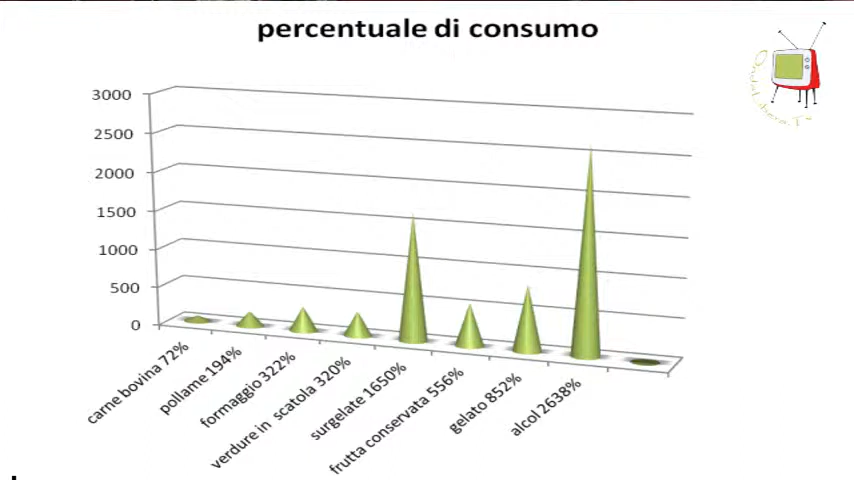 percentuale di consumo
3000
2500
2000
1500
1000
500
0
carne bovina 72%
pollame 194%
formaggio 322%
verdure in scatola 320%
surgelate 1650%
frutta conservata 556%
gelato 852%
alcol 2638%